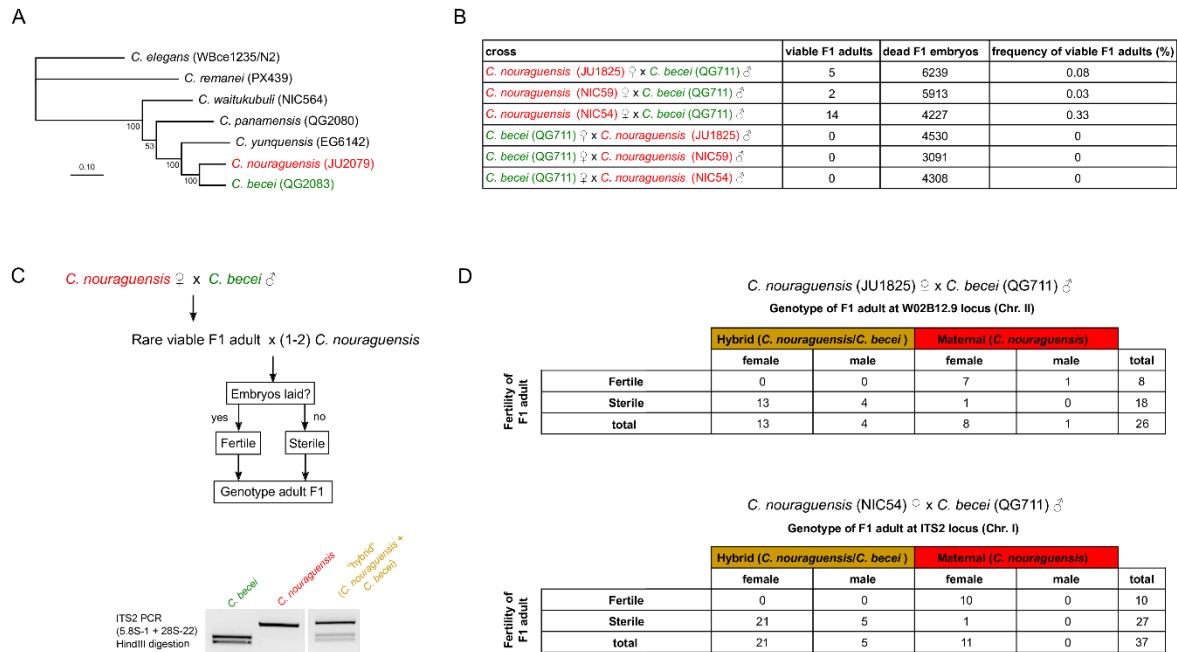 A
C. elegans (WBce1235/N2)
C. remanei (PX439)
C. waitukubuli (NIC564)
100
C. panamensis (QG2080)
53
C. yunquensis (EG6142)
100
C. nouraguensis (JU2079)
0.10
100
C. becei (QG2083)
B
cross viable F1 adults dead F1 embryos frequency of viable F1 adults (%)
C. nouraguensis (JU1825) ♀ x C. becei (QG711) ♂ 5 6239 0.08
C. nouraguensis (NIC59) ♀ x C. becei (QG711) ♂ 2 5913 0.03
C. nouraguensis (NIC54) ♀ x C. becei (QG711) ♂ 14 4227 0.33
C. becei (QG711) ♀ x C. nouraguensis (JU1825) ♂ 0 4530 0
C. becei (QG711) ♀ x C. nouraguensis (NIC59) ♂ 0 3091 0
C. becei (QG711) ♀ x C. nouraguensis (NIC54) ♂ 0 4308 0
C
C. nouraguensis ♀ x C. becei ♂
Rare viable F1 adult x (1-2) C. nouraguensis
Embryos laid?
yes no
Fertile Sterile
Genotype adult F1
C. becei
C. nouraguensis
"hybrid"
(C. nouraguensis +
C. becei)
ITS2 PCR
(5.8S-1 + 28S-22)
HindIII digestion
D
C. nouraguensis (JU1825) ♀ x C. becei (QG711) ♂
Genotype of F1 adult at W02B12.9 locus (Chr. II)
Hybrid (C. nouraguensis/C. becei ) Maternal (C. nouraguensis)
female male female male total
Fertility of
F1 adult
Fertile 0 0 7 1 8
Sterile 13 4 1 0 18
total 13 4 8 1 26
C. nouraguensis (NIC54) ♀ x C. becei (QG711) ♂
Genotype of F1 adult at ITS2 locus (Chr. I)
Hybrid (C. nouraguensis/C. becei ) Maternal (C. nouraguensis)
female male female male total
Fertility of
F1 adult
Fertile 0 0 10 0 10
Sterile 21 5 1 0 27
total 21 5 11 0 37